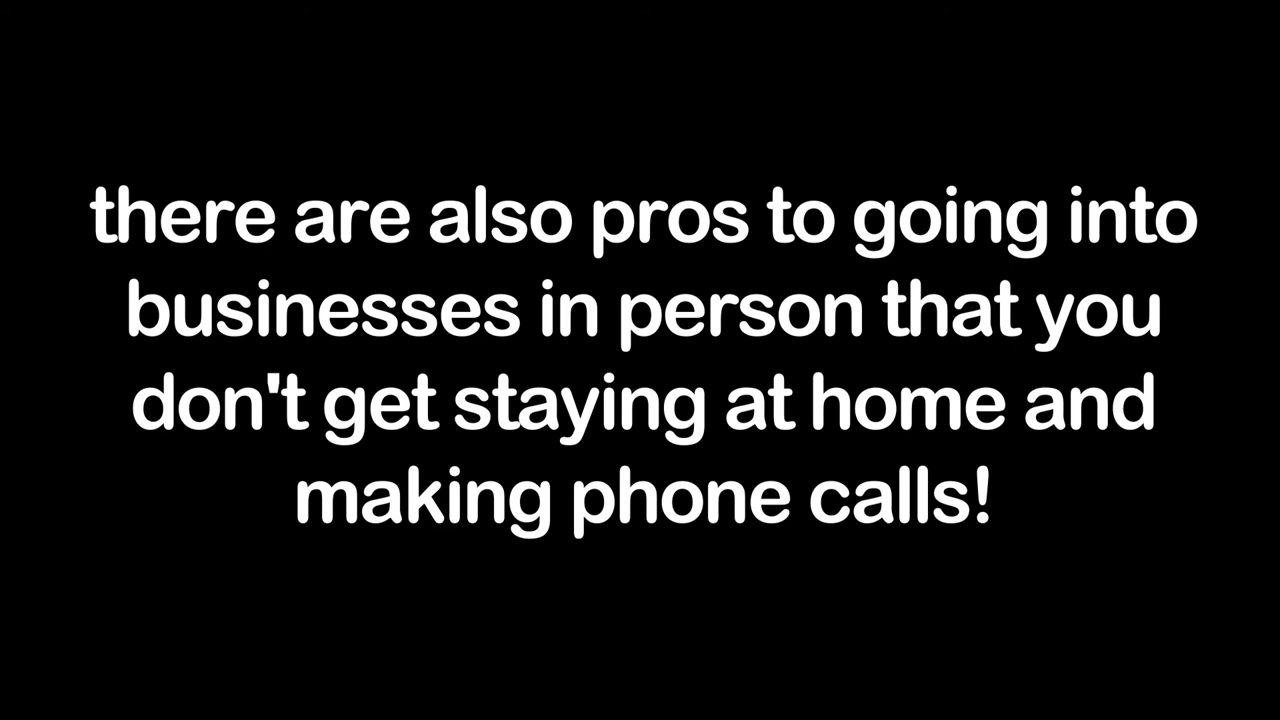 there are also pros to going into
businesses in person that you
don't get staying at home and
making phone calls!